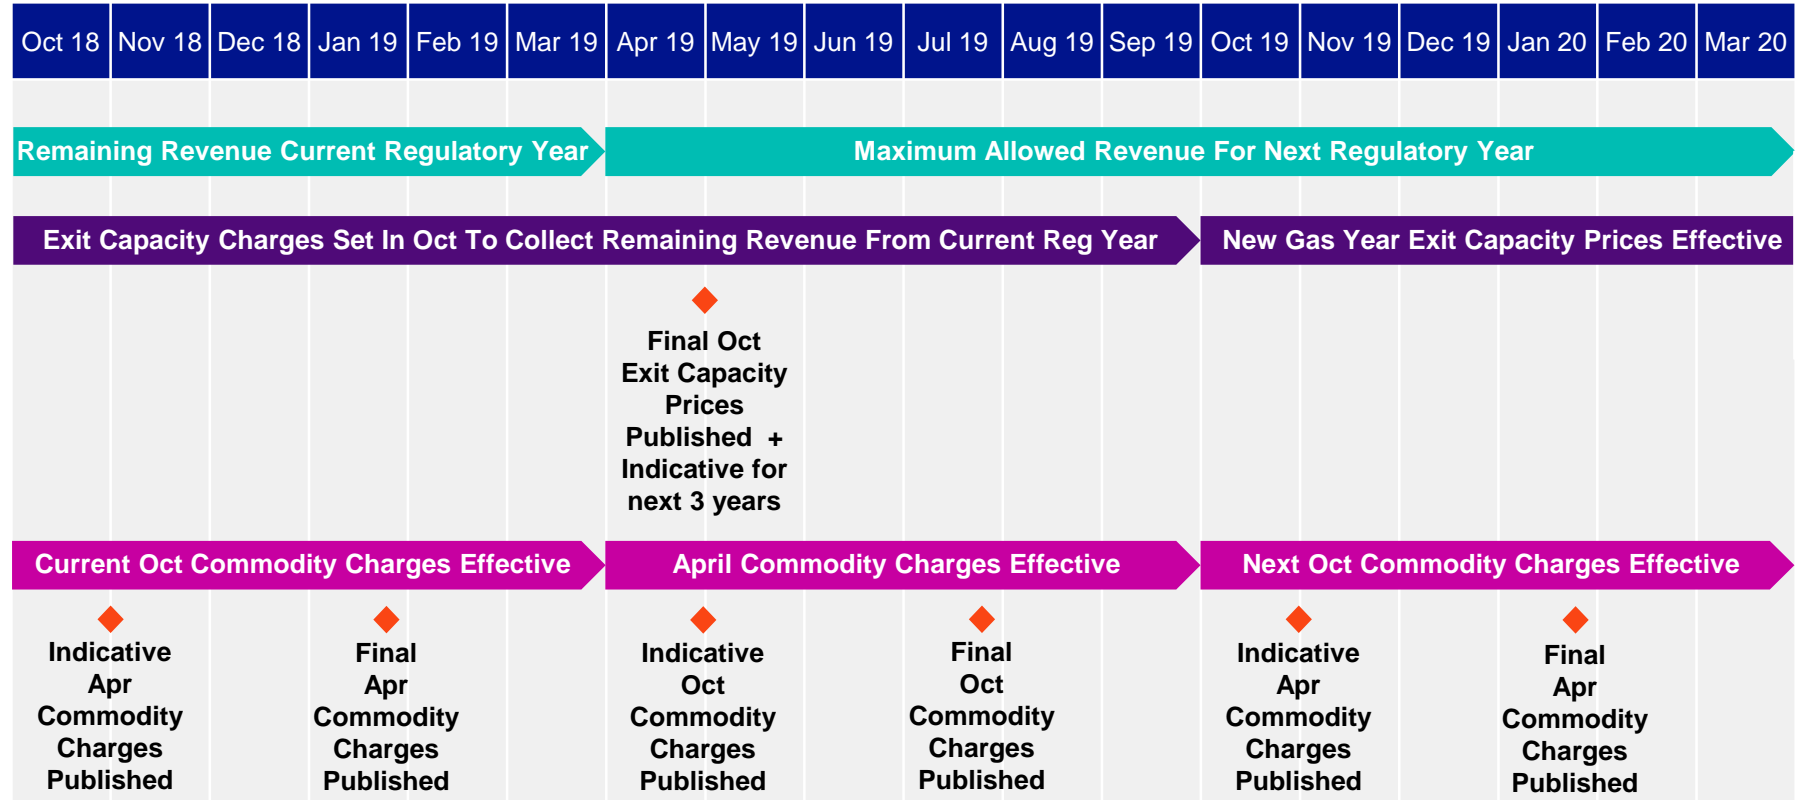 Oct 18 Nov 18 Dec 18 Jan 19 Feb 19 Mar 19 Apr 19 May 19 Jun 19 Jul 19 Aug 19 Sep 19 Oct 19 Nov 19 Dec 19 Jan 20 Feb 20 Mar 20
Remaining Revenue Current Regulatory Year
Maximum Allowed Revenue For Next Regulatory Year
Exit Capacity Charges Set In Oct To Collect Remaining Revenue From Current Reg Year
New Gas Year Exit Capacity Prices Effective
Final Oct
Exit Capacity
Prices
Published +
Indicative for
next 3 years
Current Oct Commodity Charges Effective
April Commodity Charges Effective
Next Oct Commodity Charges Effective
Indicative
Apr
Commodity
Charges
Published
Final
Apr
Commodity
Charges
Published
Indicative
Oct
Commodity
Charges
Published
Final
Oct
Commodity
Charges
Published
Indicative
Apr
Commodity
Charges
Published
Final
Apr
Commodity
Charges
Published